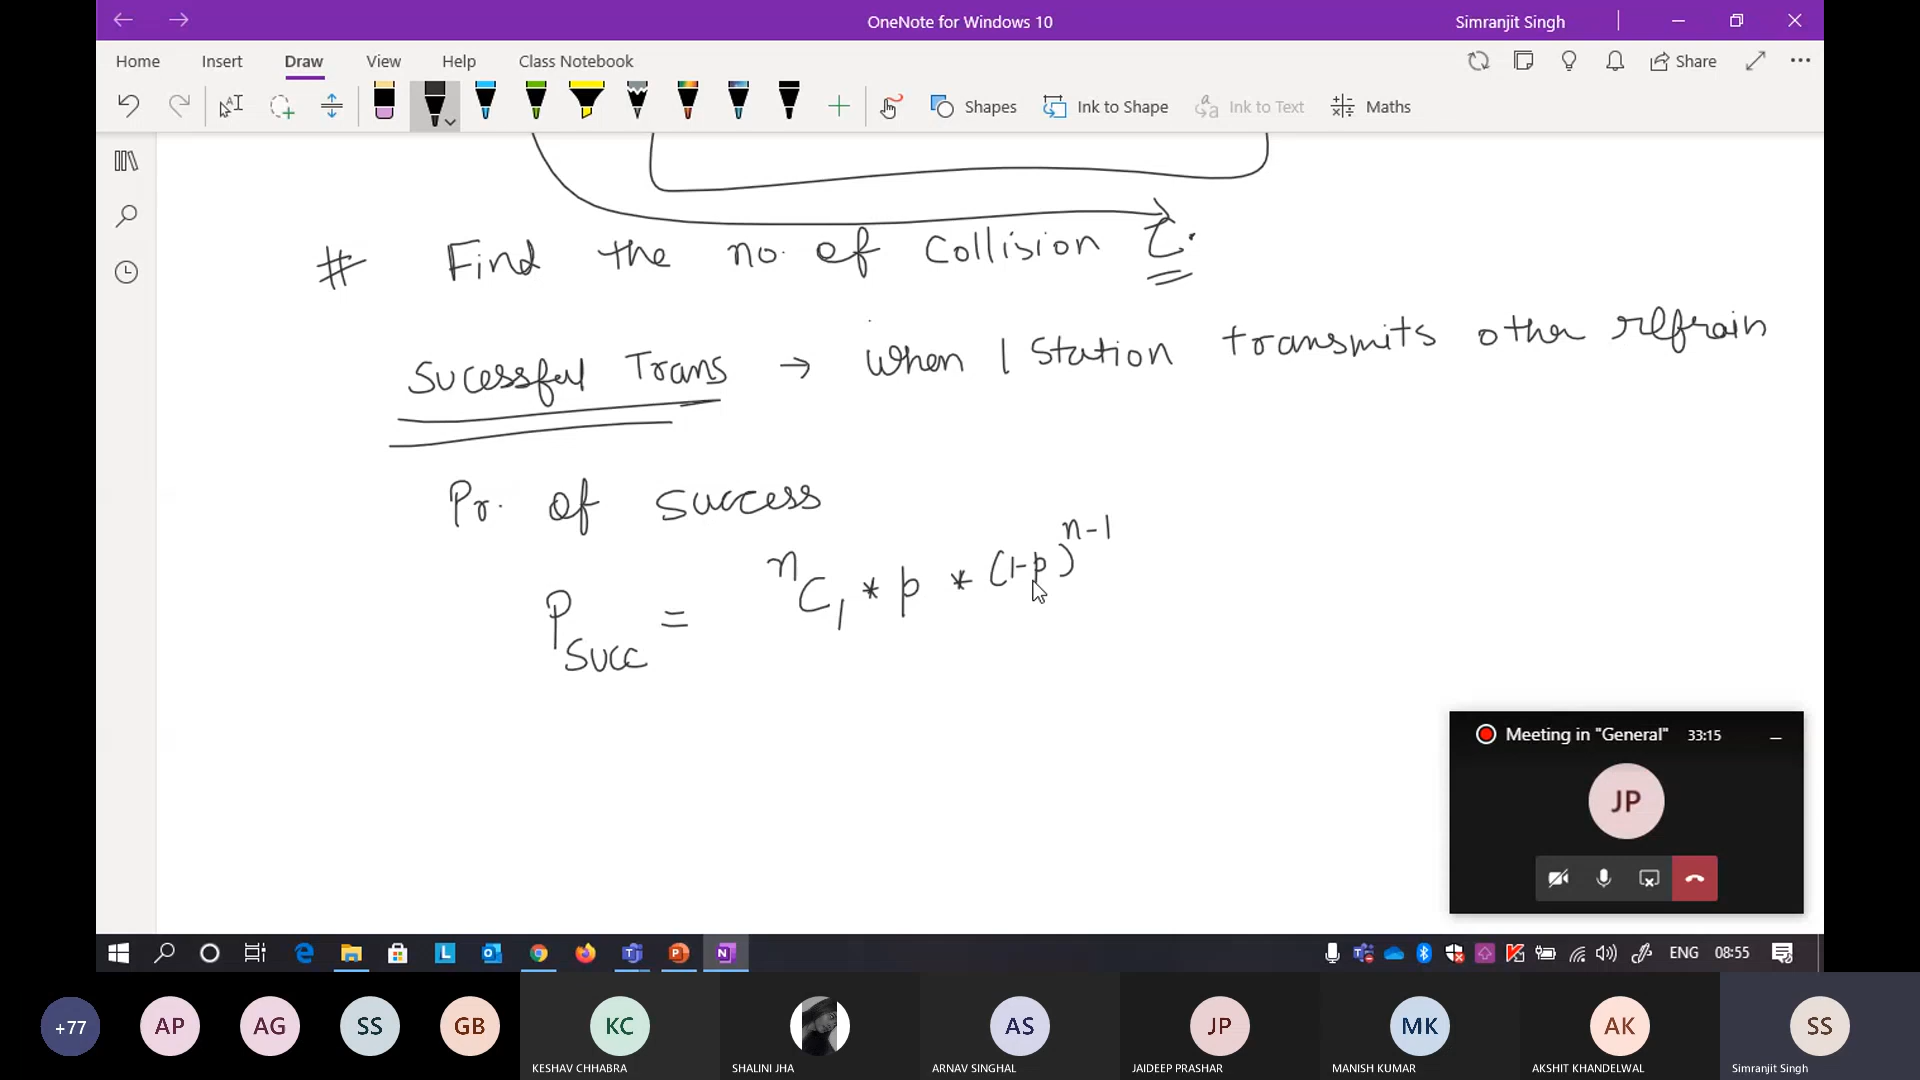 OneNote for Windows 10
Simranjit Singh
Home Insert Draw View Help Class Notebook
Share
Shapes Ink to Shape Ink to Text Maths
# Find the no. of Collision
Sucessful Trans → when 1 Station transmits other refrain
Pr. of success
P_succ = ⁿC₁ * p * (1-p)ⁿ⁻¹
Meeting in "General" 33:15
JP
ENG 08:55
+77 AP AG SS GB KC AS JP MK AK SS
KESHAV CHHABRA SHALINI JHA ARNAV SINGHAL JAIDEEP PRASHAR MANISH KUMAR AKSHIT KHANDELWAL Simranjit Singh